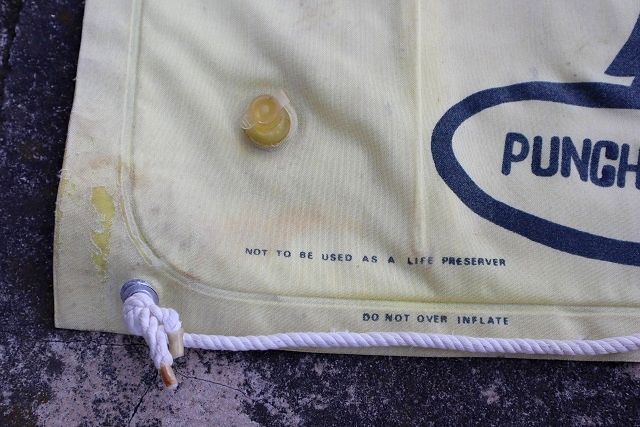 PUNCH
NOT TO BE USED AS A LIFE PRESERVER
DO NOT OVER INFLATE